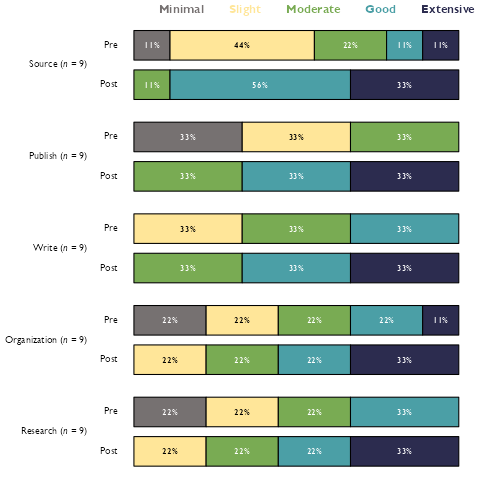 Minimal Slight Moderate Good Extensive
Pre 11% 44% 22% 11% 11%
Source (n = 9)
Post 11% 56% 33%
Pre 33% 33% 33%
Publish (n = 9)
Post 33% 33% 33%
Pre 33% 33% 33%
Write (n = 9)
Post 33% 33% 33%
Pre 22% 22% 22% 22% 11%
Organization (n = 9)
Post 22% 22% 22% 33%
Pre 22% 22% 22% 33%
Research (n = 9)
Post 22% 22% 22% 33%